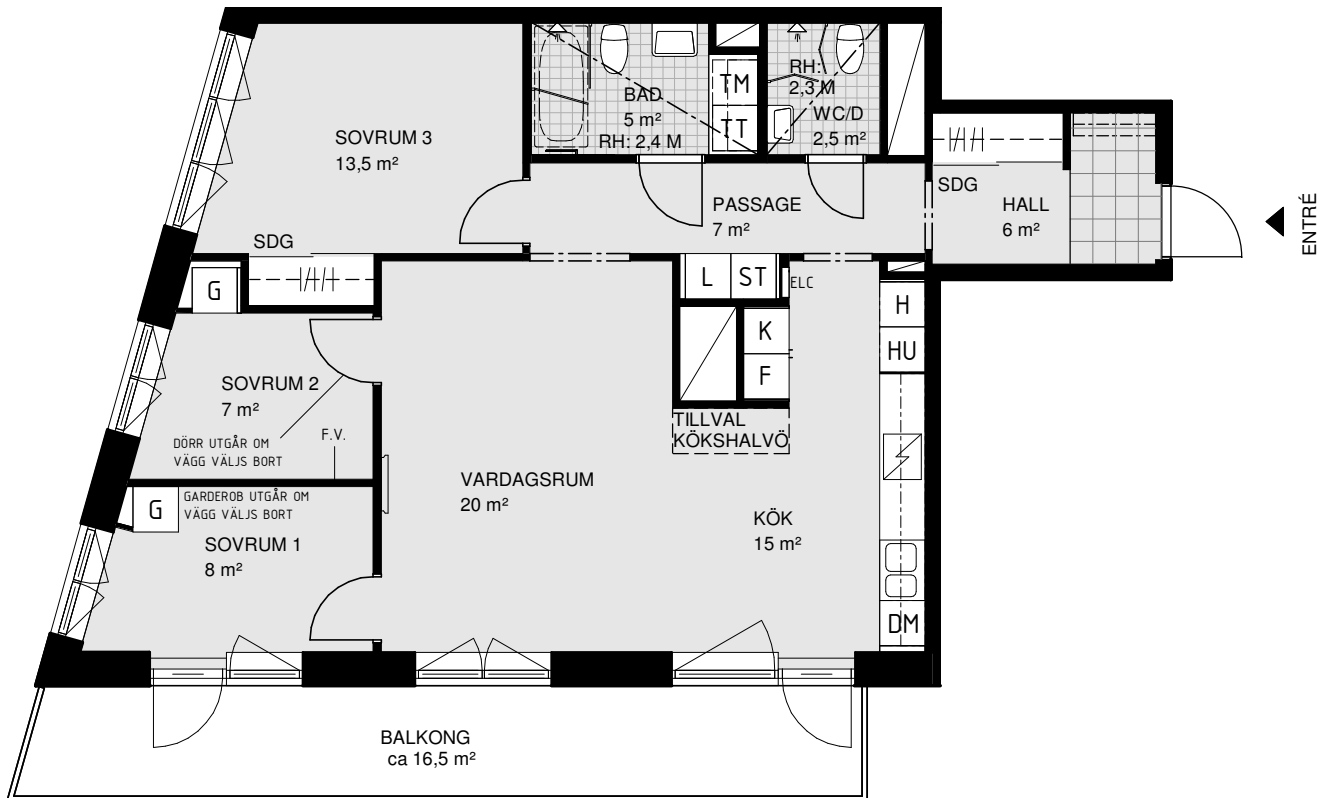 SOVRUM 3
13,5 m²
BAD
5 m²
RH: 2,4 M
TM
TT
RH:
2,3 M
WC/D
2,5 m²
SDG
HALL
6 m²
ENTRÉ
PASSAGE
7 m²
SDG
G
L
ST
ELC
K
F
H
HU
SOVRUM 2
7 m²
DÖRR UTGÅR OM
VÄGG VÄLJS BORT
F.V.
TILLVAL
KÖKSHALVÖ
VARDAGSRUM
20 m²
G
GARDEROB UTGÅR OM
VÄGG VÄLJS BORT
SOVRUM 1
8 m²
KÖK
15 m²
DM
BALKONG
ca 16,5 m²